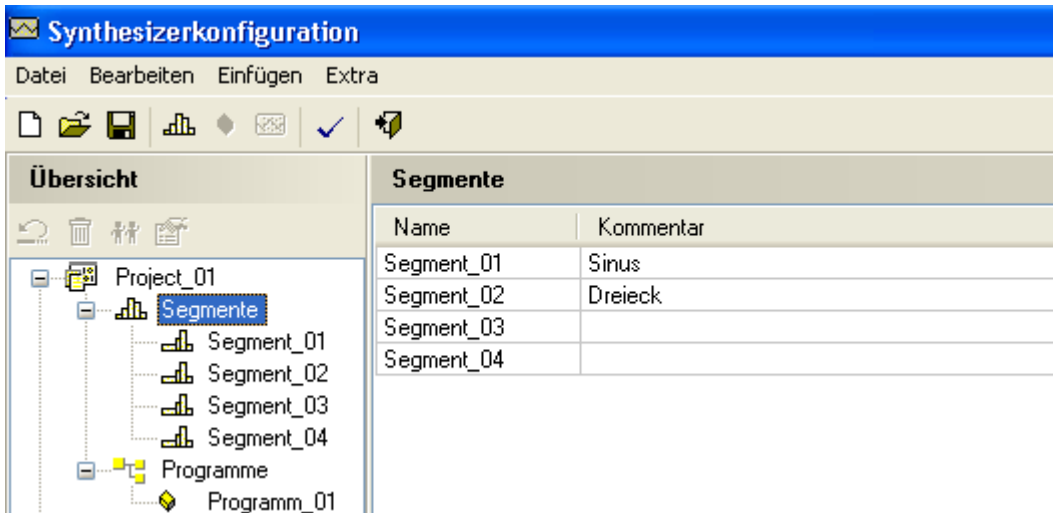 Synthesizerkonfiguration
Datei Bearbeiten Einfügen Extra
Übersicht
Segmente
Name Kommentar
Segment_01 Sinus
Segment_02 Dreieck
Segment_03
Segment_04
Project_01
Segmente
Segment_01
Segment_02
Segment_03
Segment_04
Programme
Programm_01